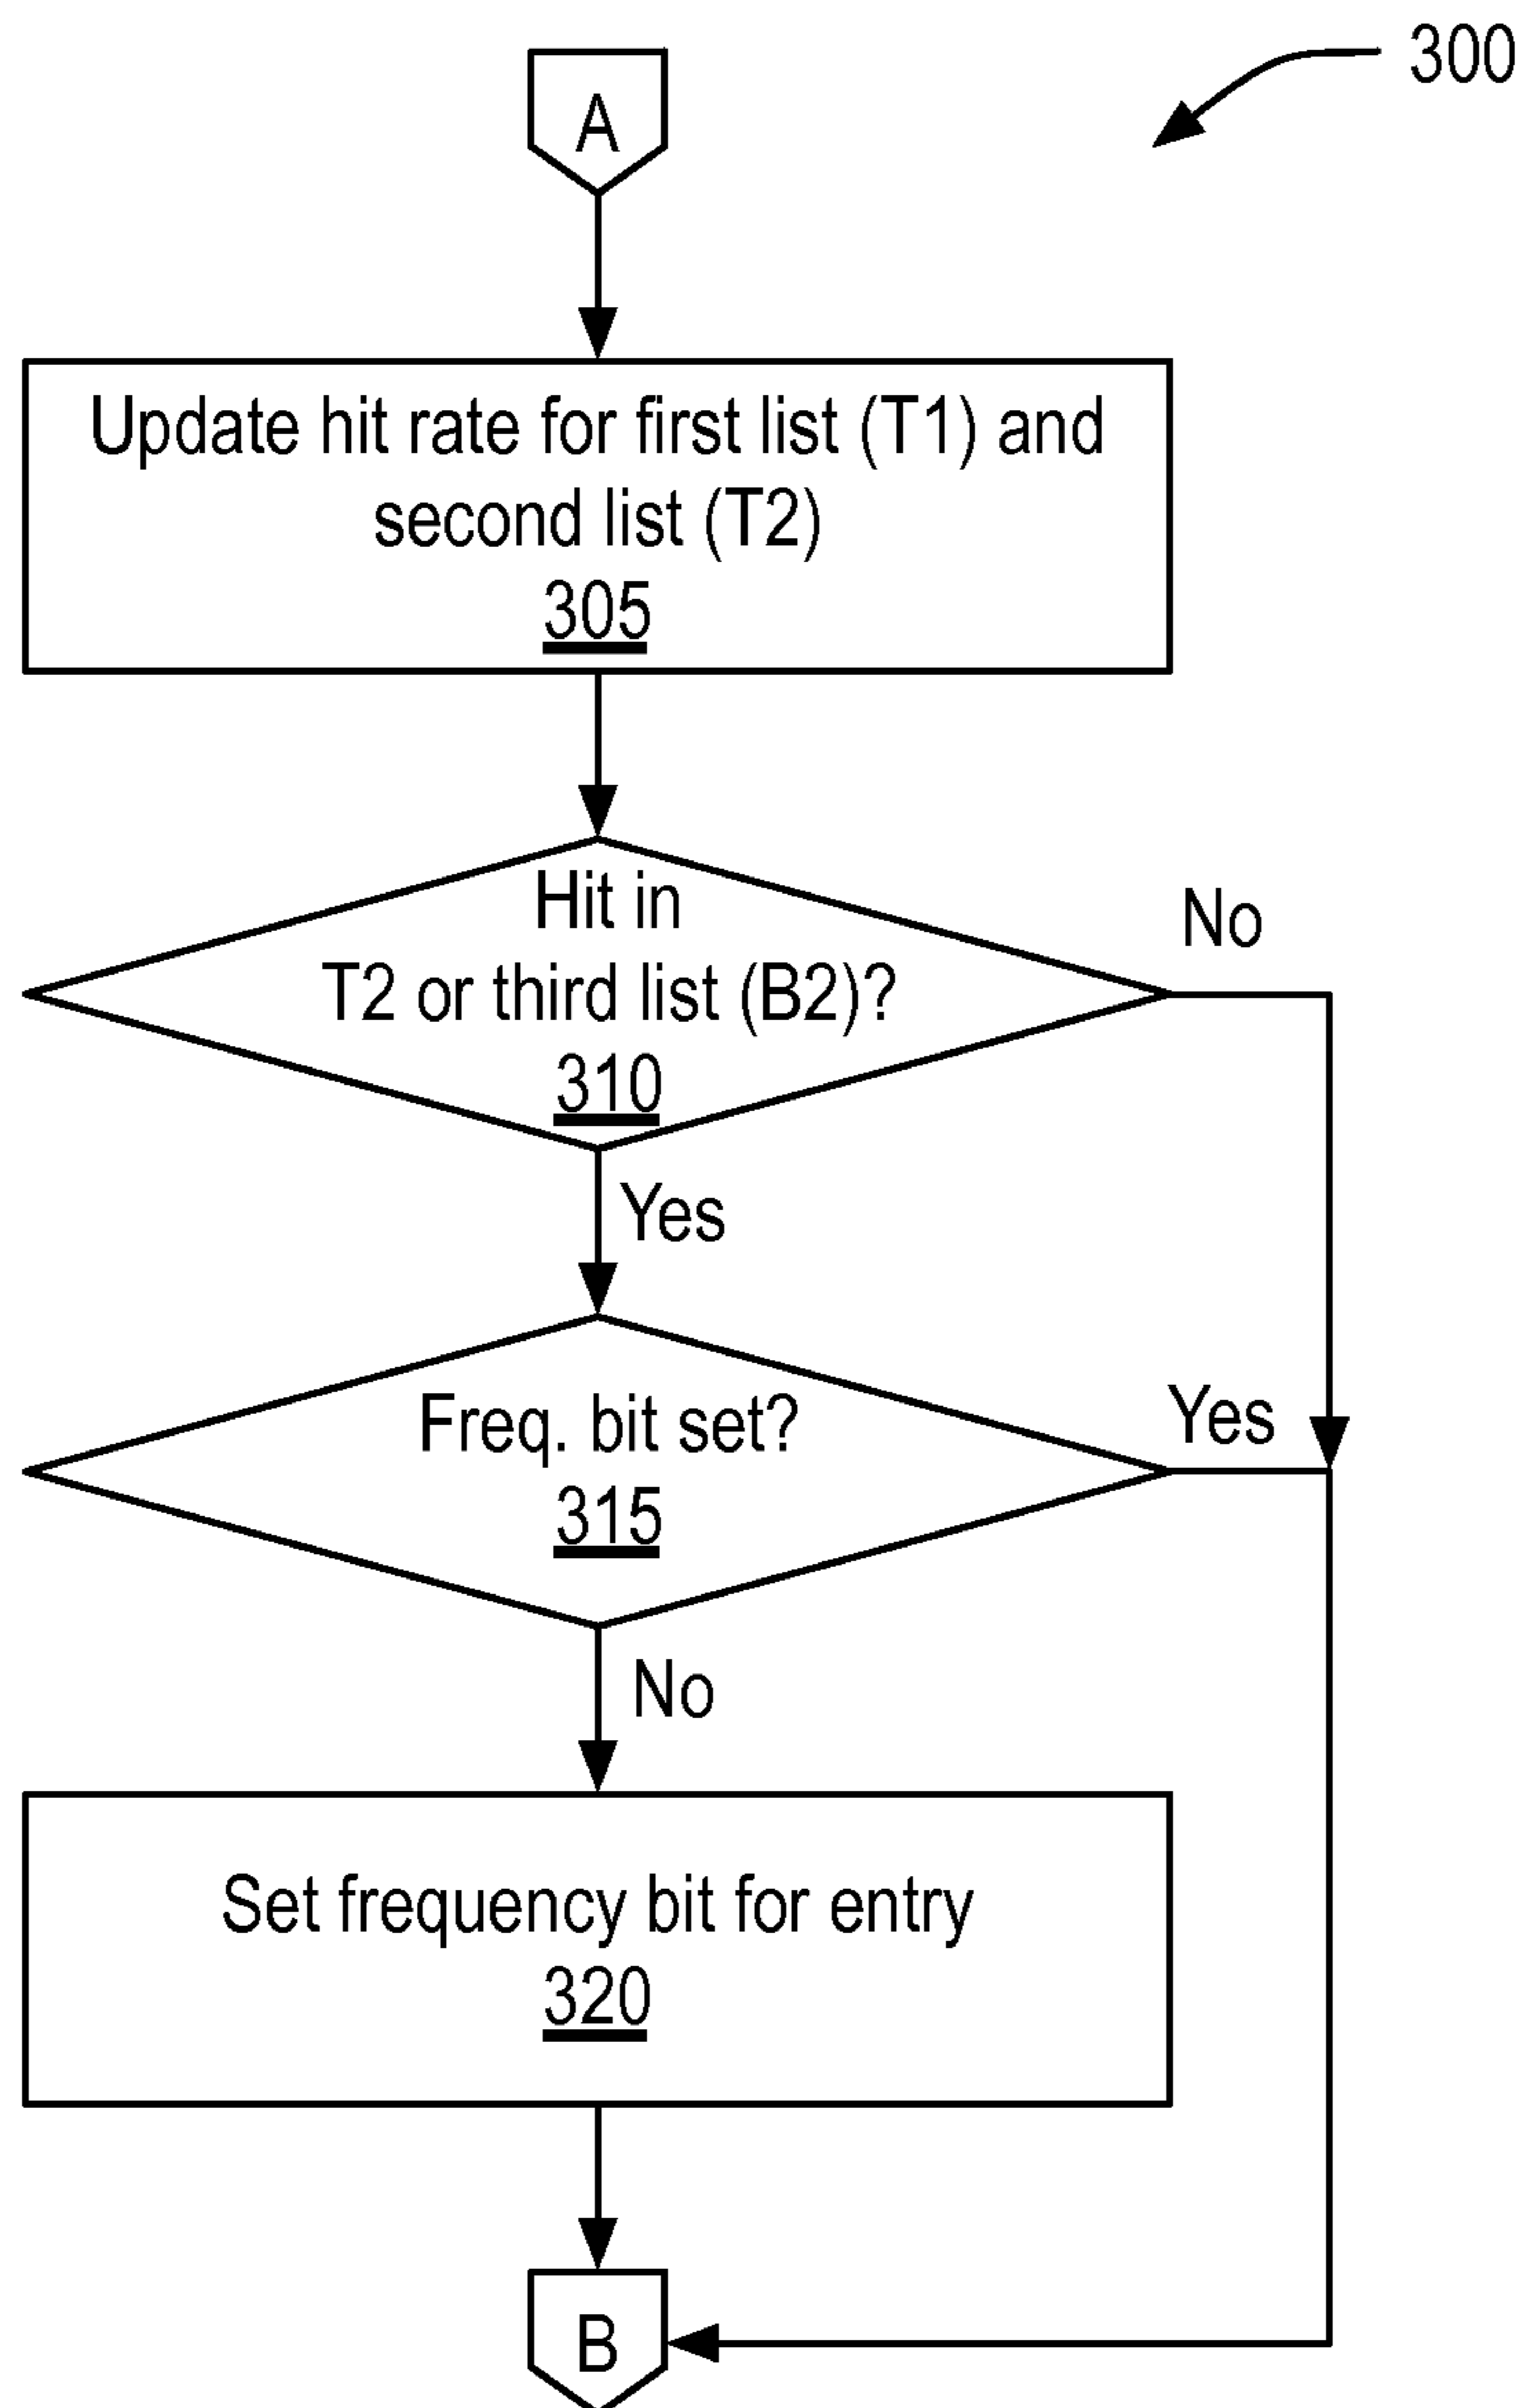 300
A
Update hit rate for first list (T1) and
second list (T2)
305
Hit in
T2 or third list (B2)?
310
No
Yes
Freq. bit set?
315
Yes
No
Set frequency bit for entry
320
B